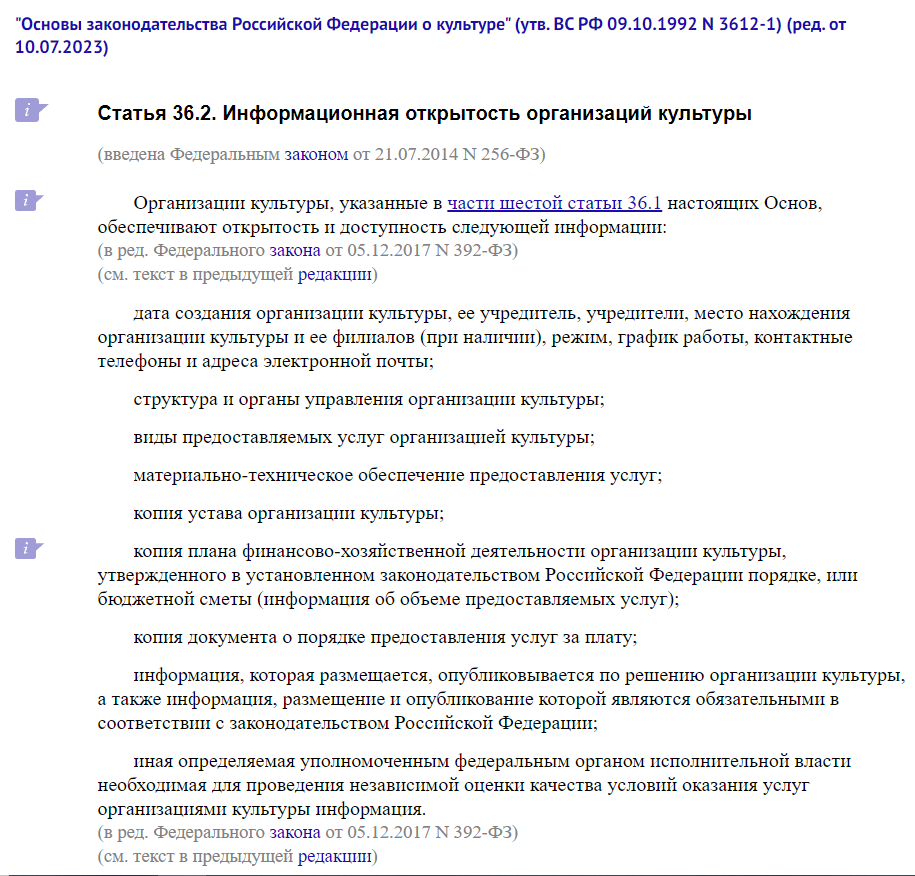 "Основы законодательства Российской Федерации о культуре" (утв. ВС РФ 09.10.1992 N 3612-1) (ред. от
10.07.2023)
i
Статья 36.2. Информационная открытость организаций культуры
(введена Федеральным законом от 21.07.2014 N 256-ФЗ)
i
Организации культуры, указанные в части шестой статьи 36.1 настоящих Основ,
обеспечивают открытость и доступность следующей информации:
(в ред. Федерального закона от 05.12.2017 N 392-ФЗ)
(см. текст в предыдущей редакции)
дата создания организации культуры, ее учредитель, учредители, место нахождения
организации культуры и ее филиалов (при наличии), режим, график работы, контактные
телефоны и адреса электронной почты;
структура и органы управления организации культуры;
виды предоставляемых услуг организацией культуры;
материально-техническое обеспечение предоставления услуг;
копия устава организации культуры;
i
копия плана финансово-хозяйственной деятельности организации культуры,
утвержденного в установленном законодательством Российской Федерации порядке, или
бюджетной сметы (информация об объеме предоставляемых услуг);
копия документа о порядке предоставления услуг за плату;
информация, которая размещается, опубликовывается по решению организации культуры,
а также информация, размещение и опубликование которой являются обязательными в
соответствии с законодательством Российской Федерации;
иная определяемая уполномоченным федеральным органом исполнительной власти
необходимая для проведения независимой оценки качества условий оказания услуг
организациями культуры информация.
(в ред. Федерального закона от 05.12.2017 N 392-ФЗ)
(см. текст в предыдущей редакции)